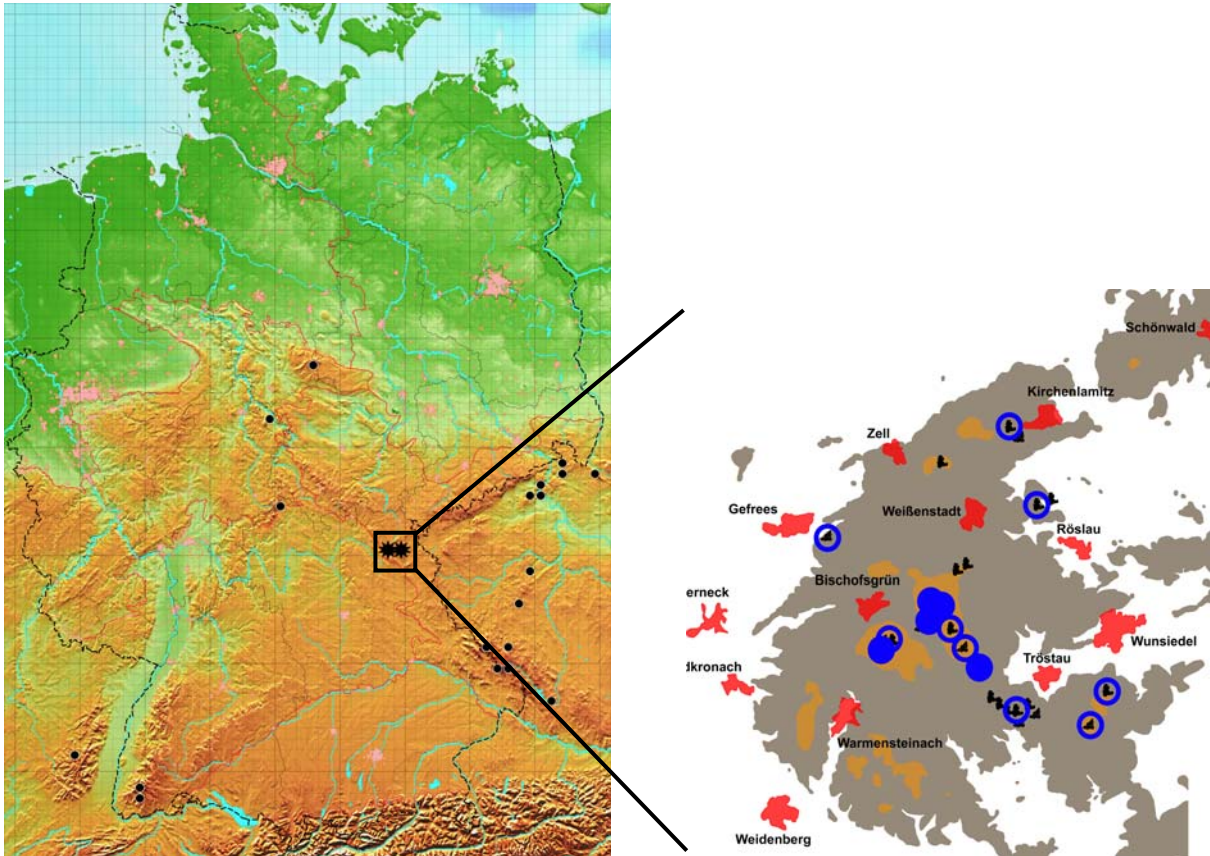 Schönwald
Kirchenlamitz
Zell
Gefrees
Weißenstadt
Röslau
Bischofsgrün
erneck
Wunsiedel
Tröstau
dkronach
Warmensteinach
Weidenberg